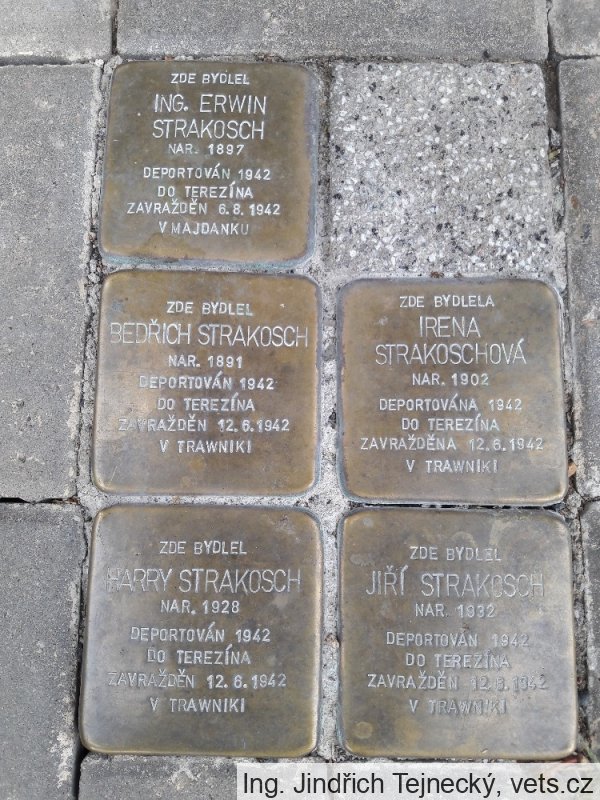 ZDE BYDLEL
ING. ERWIN
STRAKOSCH
NAR. 1897
DEPORTOVÁN 1942
DO TEREZÍNA
ZAVRAŽDĚN 6.8.1942
V MAJDANKU
ZDE BYDLEL
BEDŘICH STRAKOSCH
NAR. 1891
DEPORTOVÁN 1942
DO TEREZÍNA
ZAVRAŽDĚN 12.6.1942
V TRAWNIKI
ZDE BYDLELA
IRENA
STRAKOSCHOVÁ
NAR. 1902
DEPORTOVÁNA 1942
DO TEREZÍNA
ZAVRAŽDĚNA 12.6.1942
V TRAWNIKI
ZDE BYDLEL
HARRY STRAKOSCH
NAR. 1928
DEPORTOVÁN 1942
DO TEREZÍNA
ZAVRAŽDĚN 12.6.1942
V TRAWNIKI
ZDE BYDLEL
JIŘÍ STRAKOSCH
NAR. 1932
DEPORTOVÁN 1942
DO TEREZÍNA
ZAVRAŽDĚN 12.6.1942
V TRAWNIKI
Ing. Jindřich Tejnecký, vets.cz